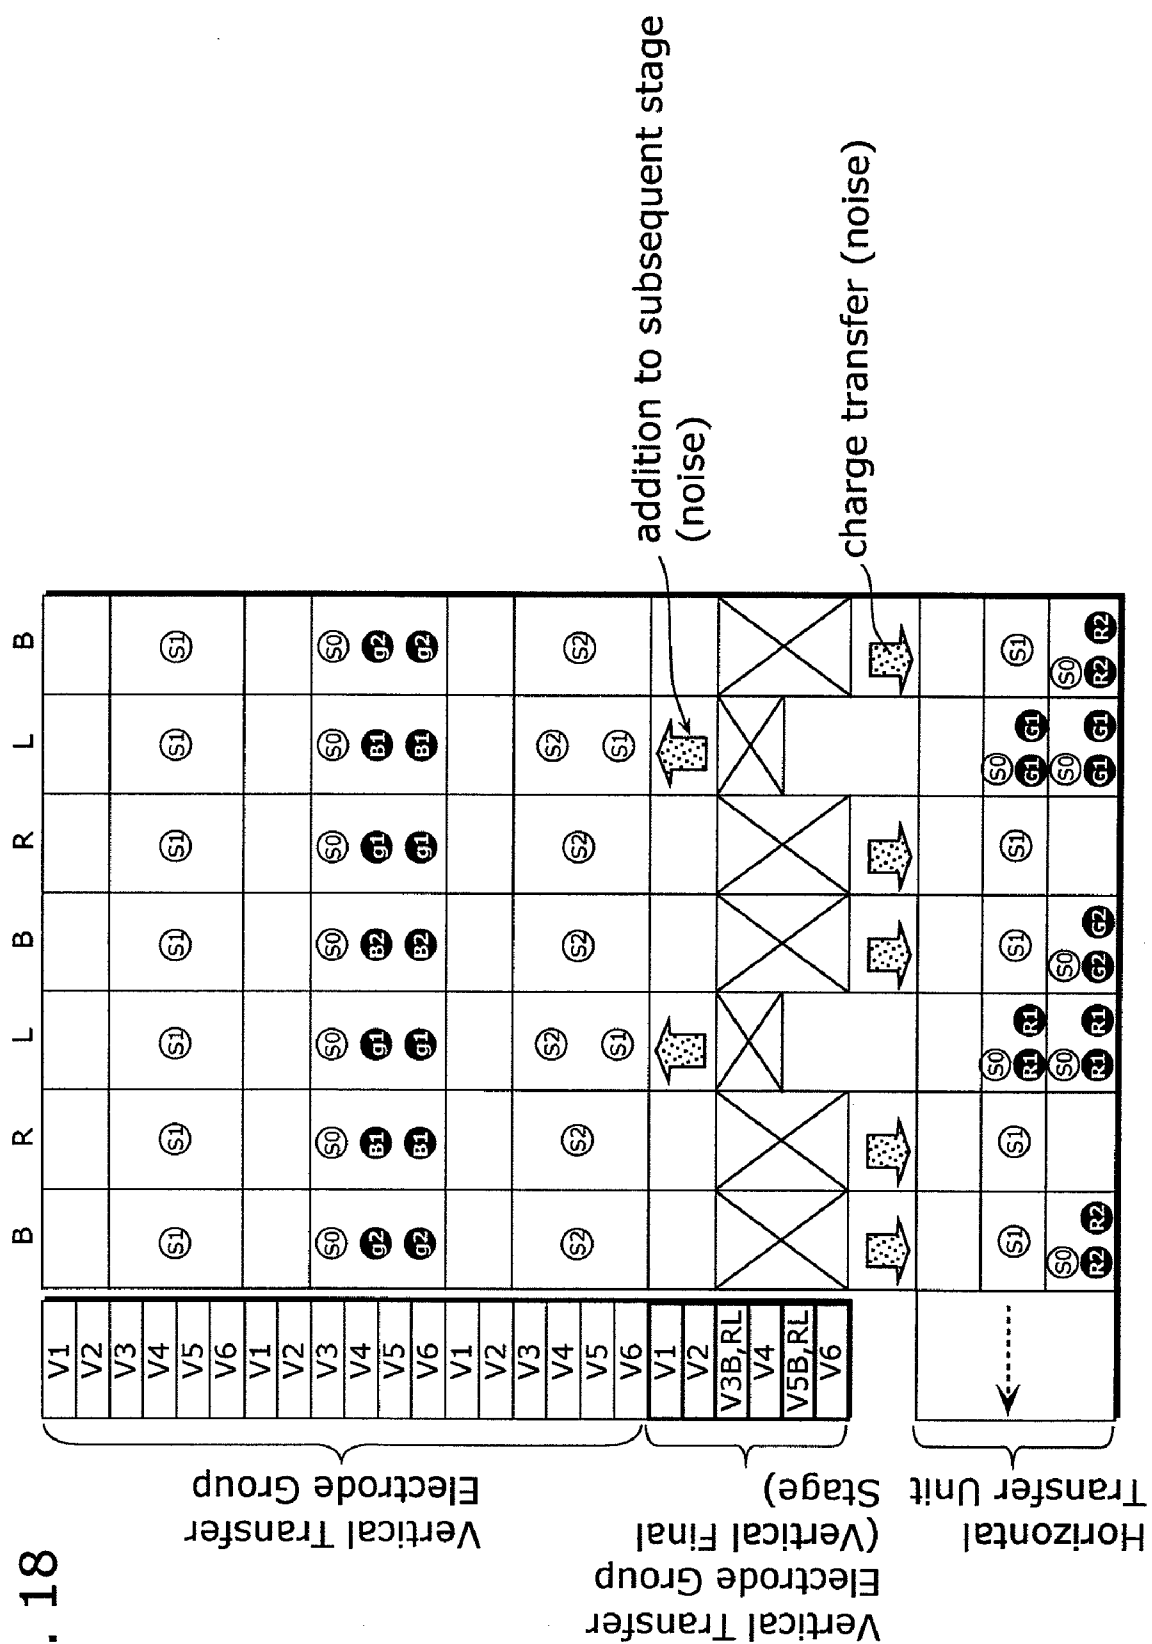 . 18
B R L B R L B
Vertical Transfer
Electrode Group
V1
V2
V3
V4
V5
V6
V1
V2
V3
V4
V5
V6
V1
V2
V3
V4
V5
V6
S1 S1 S1 S1 S1 S1 S1
S0 S0 S0 S0 S0 S0 S0
g2 B1 g1 B2 g1 B1 g2
g2 B1 g1 B2 g1 B1 g2
S2 S2 S2 S2 S2 S2 S2
S1 S1
Vertical Transfer
Electrode Group
(Vertical Final
Stage)
V1
V2
V3B,RL
V4
V5B,RL
V6
addition to subsequent stage
(noise)
charge transfer (noise)
Horizontal
Transfer Unit
S0 S0
S1 S1 R1 R1 S1 S1 G1 G1 S1
S0 S0 S0 S0 S0
R2 R2 R1 R1 G2 G2 G1 G1 R2 R2